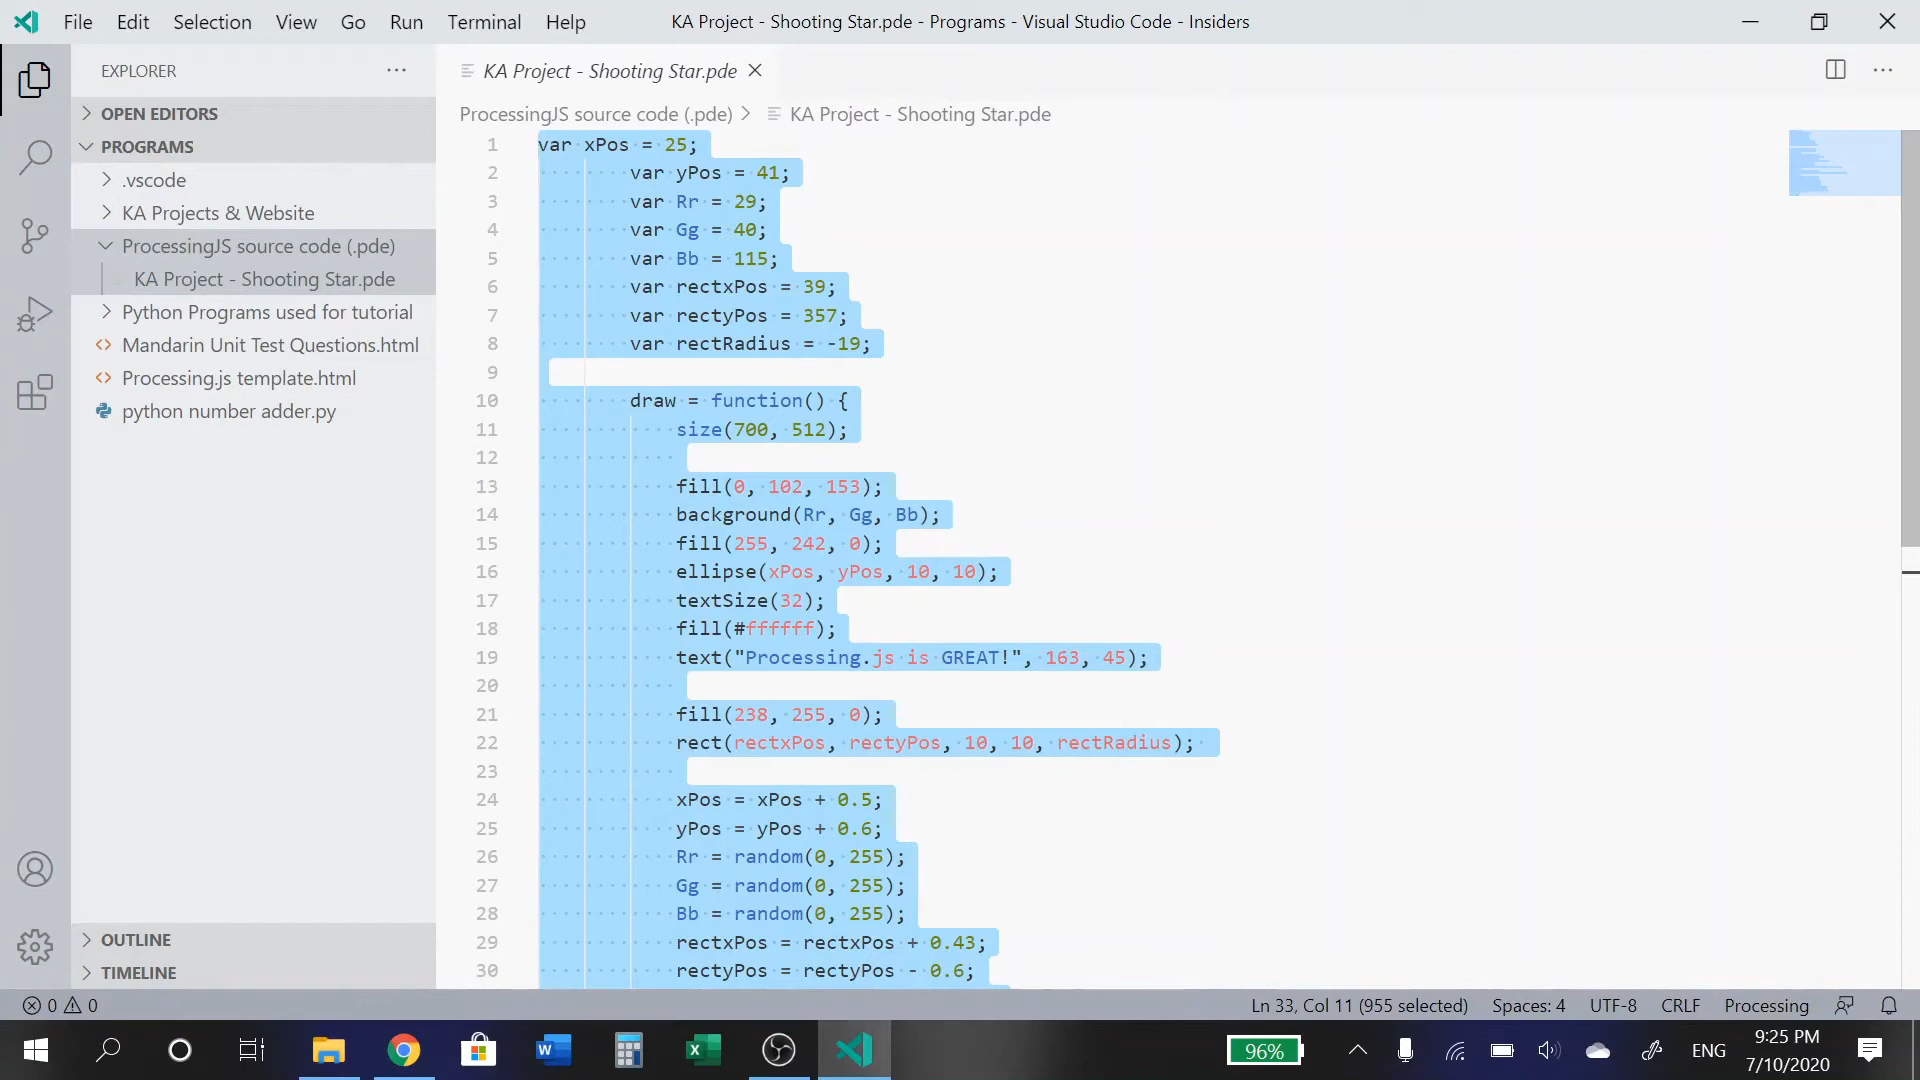 File Edit Selection View Go Run Terminal Help KA Project - Shooting Star.pde - Programs - Visual Studio Code - Insiders
EXPLORER
OPEN EDITORS
PROGRAMS
.vscode
KA Projects & Website
ProcessingJS source code (.pde)
KA Project - Shooting Star.pde
Python Programs used for tutorial
Mandarin Unit Test Questions.html
Processing.js template.html
python number adder.py
OUTLINE
TIMELINE
KA Project - Shooting Star.pde
ProcessingJS source code (.pde) KA Project - Shooting Star.pde
1 var xPos = 25;
2 var yPos = 41;
3 var Rr = 29;
4 var Gg = 40;
5 var Bb = 115;
6 var rectxPos = 39;
7 var rectyPos = 357;
8 var rectRadius = -19;
9
10 draw = function() {
11 size(700, 512);
12
13 fill(0, 102, 153);
14 background(Rr, Gg, Bb);
15 fill(255, 242, 0);
16 ellipse(xPos, yPos, 10, 10);
17 textSize(32);
18 fill(#ffffff);
19 text("Processing.js is GREAT!", 163, 45);
20
21 fill(238, 255, 0);
22 rect(rectxPos, rectyPos, 10, 10, rectRadius);
23
24 xPos = xPos + 0.5;
25 yPos = yPos + 0.6;
26 Rr = random(0, 255);
27 Gg = random(0, 255);
28 Bb = random(0, 255);
29 rectxPos = rectxPos + 0.43;
30 rectyPos = rectyPos - 0.6;
0 0 Ln 33, Col 11 (955 selected) Spaces: 4 UTF-8 CRLF Processing
96% ENG 9:25 PM
7/10/2020